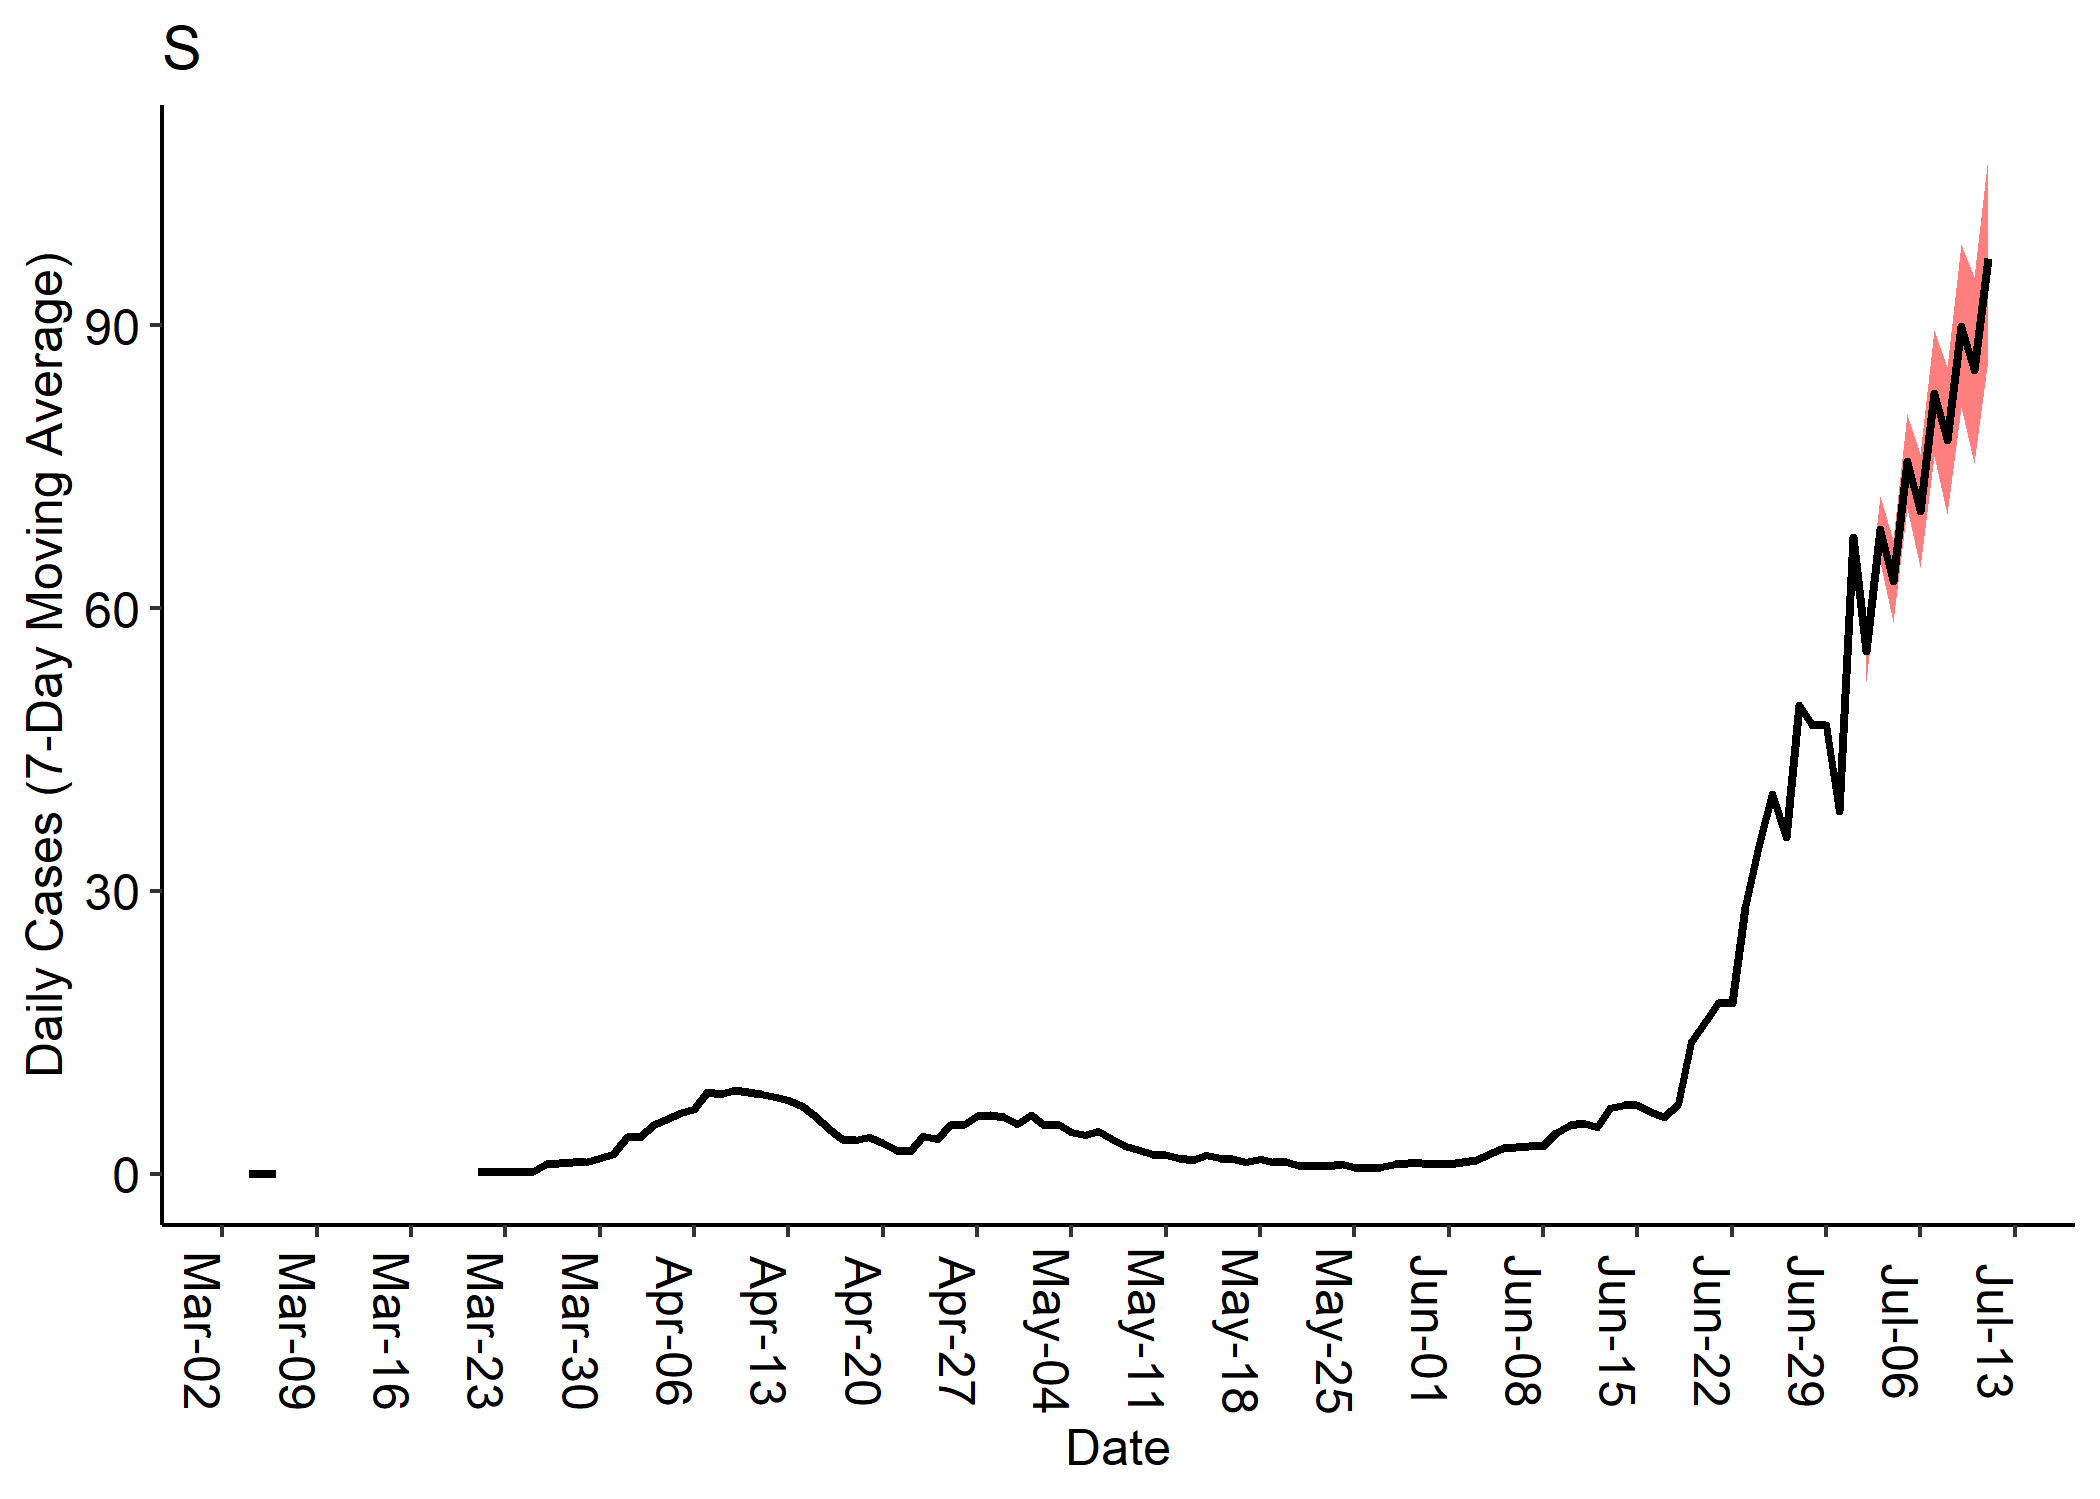 S
Daily Cases (7-Day Moving Average)
90
60
30
0
Mar-02
Mar-09
Mar-16
Mar-23
Mar-30
Apr-06
Apr-13
Apr-20
Apr-27
May-04
May-11
May-18
May-25
Jun-01
Jun-08
Jun-15
Jun-22
Jun-29
Jul-06
Jul-13
Date